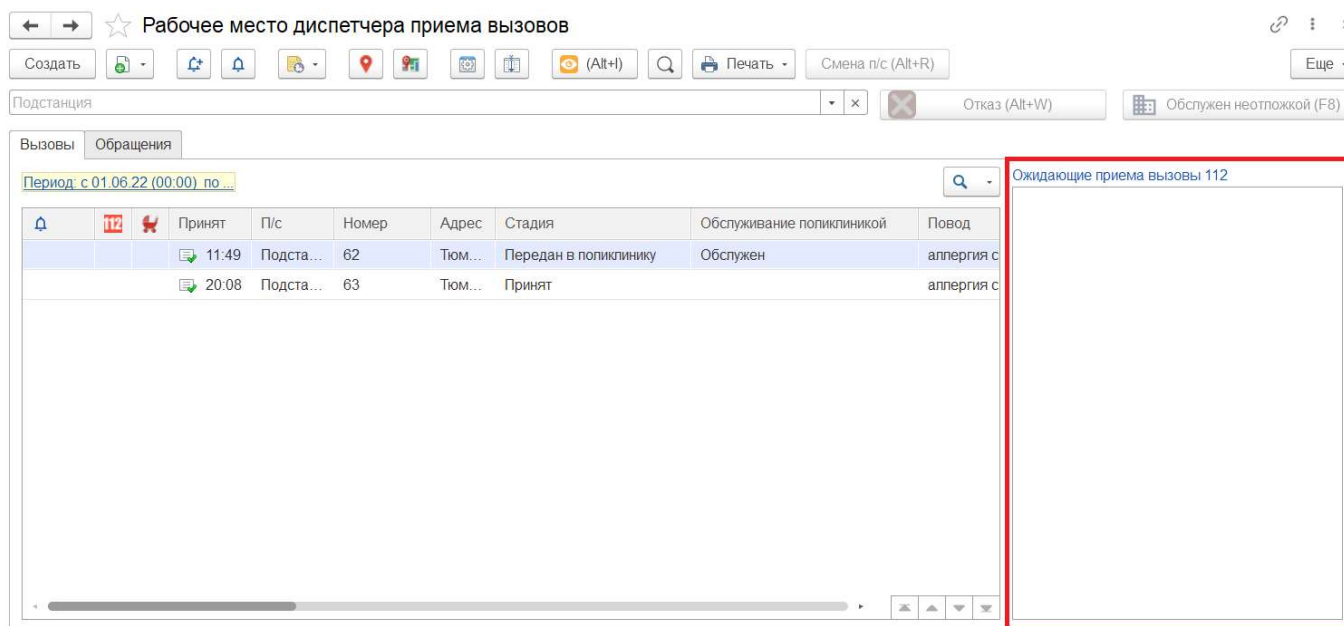 Рабочее место диспетчера приема вызовов
Создать (Alt+I) Печать Смена п/с (Alt+R) Еще
Подстанция Отказ (Alt+W) Обслужен неотложкой (F8)
Вызовы Обращения
Период: с 01.06.22 (00:00) по ... Ожидающие приема вызовы 112
112 Принят П/с Номер Адрес Стадия Обслуживание поликлиникой Повод
11:49 Подста... 62 Тюм... Передан в поликлинику Обслужен аллергия с
20:08 Подста... 63 Тюм... Принят аллергия с